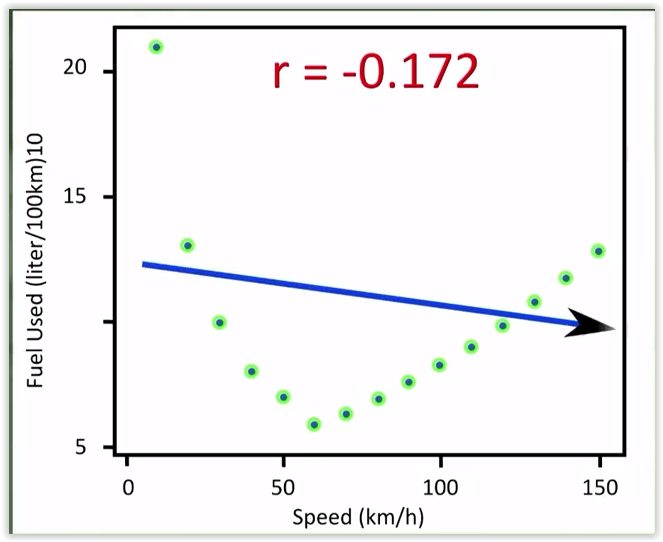 r = -0.172
20
15
5
Fuel Used (liter/100km)10
0 50 100 150
Speed (km/h)